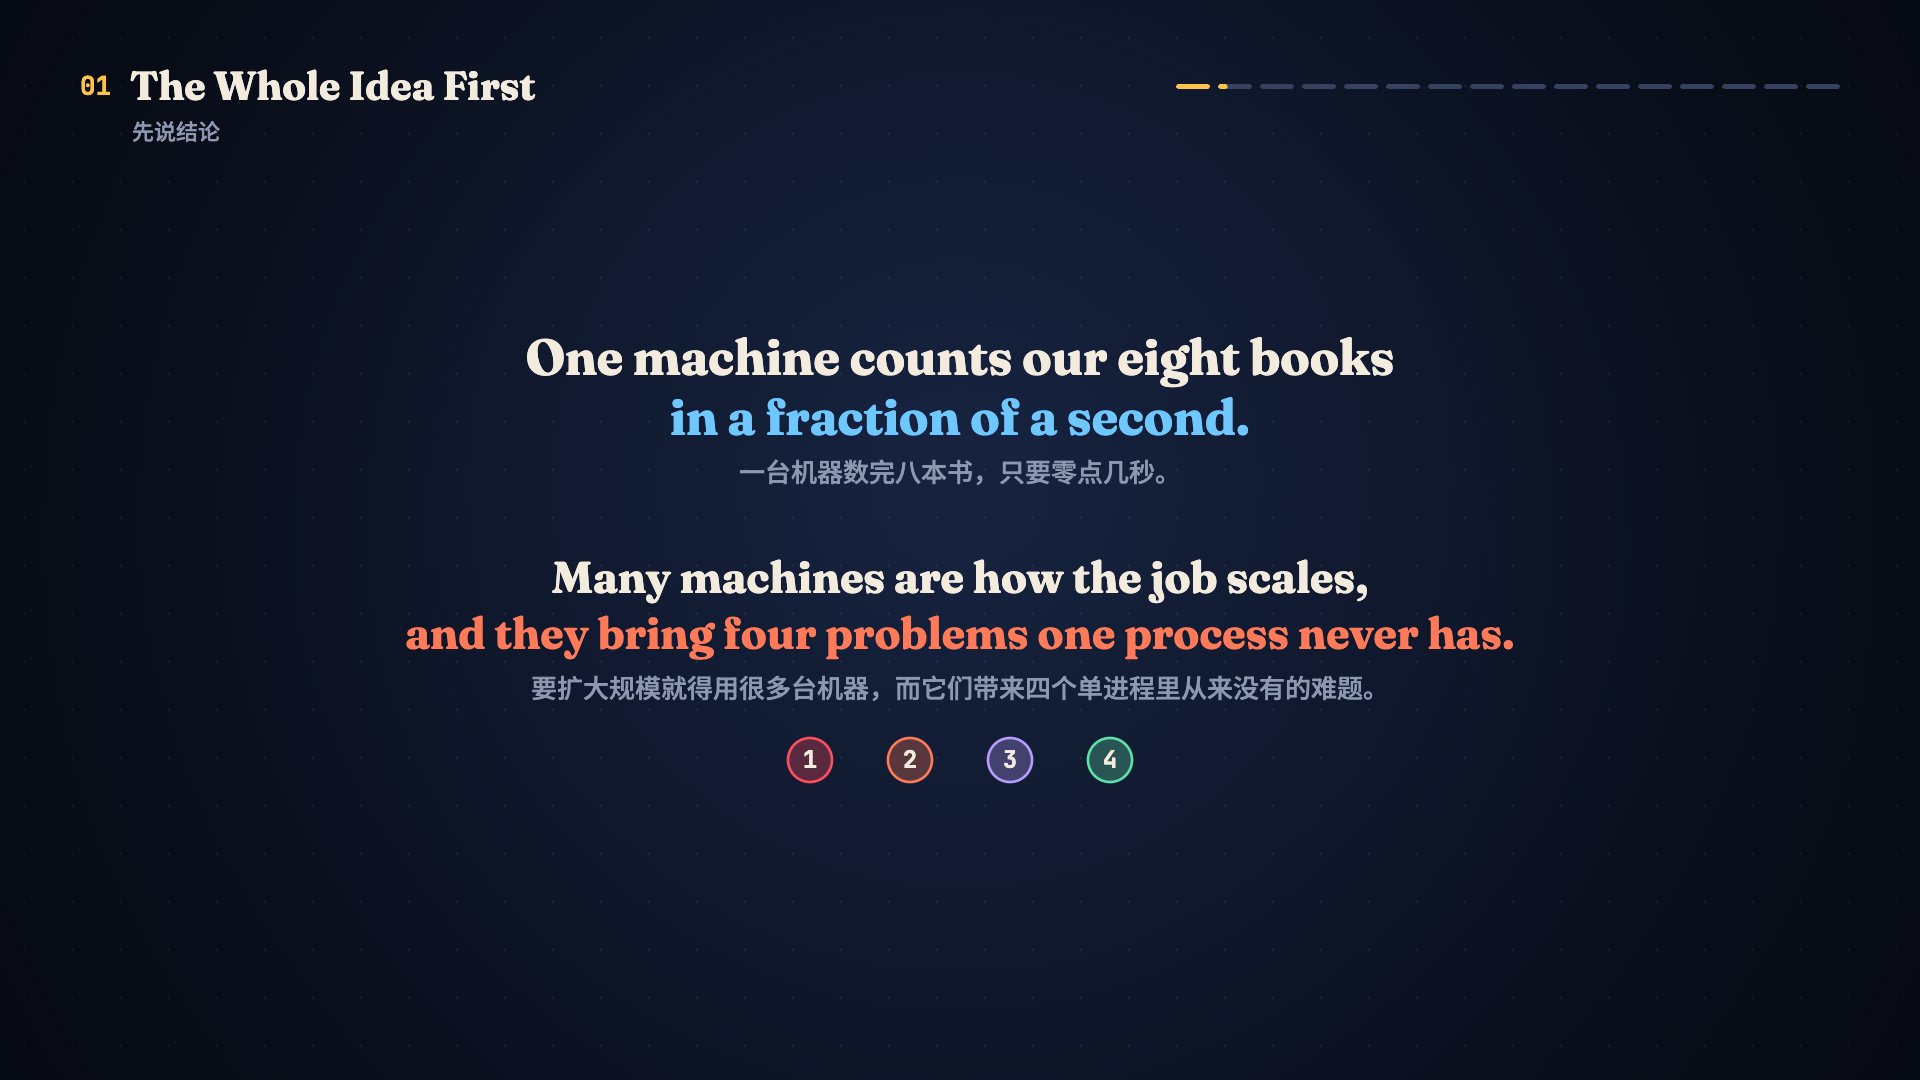 01 The Whole Idea First
先说结论
One machine counts our eight books
in a fraction of a second.
一台机器数完八本书，只要零点几秒。
Many machines are how the job scales,
and they bring four problems one process never has.
要扩大规模就得用很多台机器，而它们带来四个单进程里从来没有的难题。
1 2 3 4